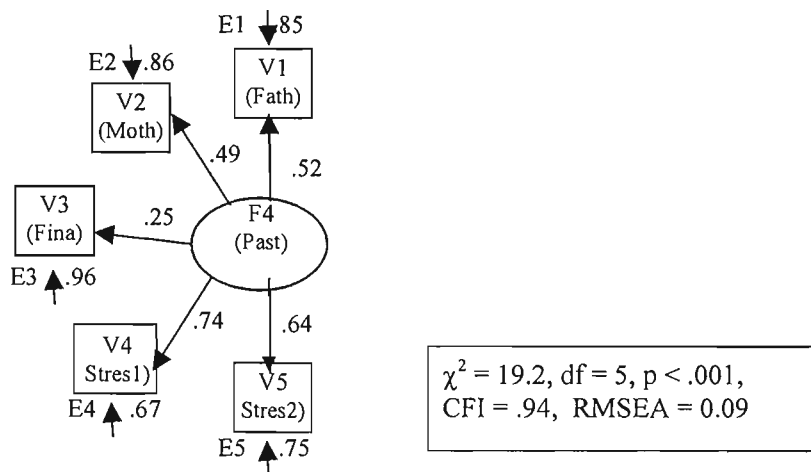 E1 .85
E2 .86
V1
(Fath)
V2
(Moth)
.49
.52
V3
(Fina)
.25
F4
(Past)
E3 .96
.74
.64
V4
Stres1)
V5
Stres2)
E4 .67
E5 .75
χ² = 19.2, df = 5, p < .001,
CFI = .94, RMSEA = 0.09